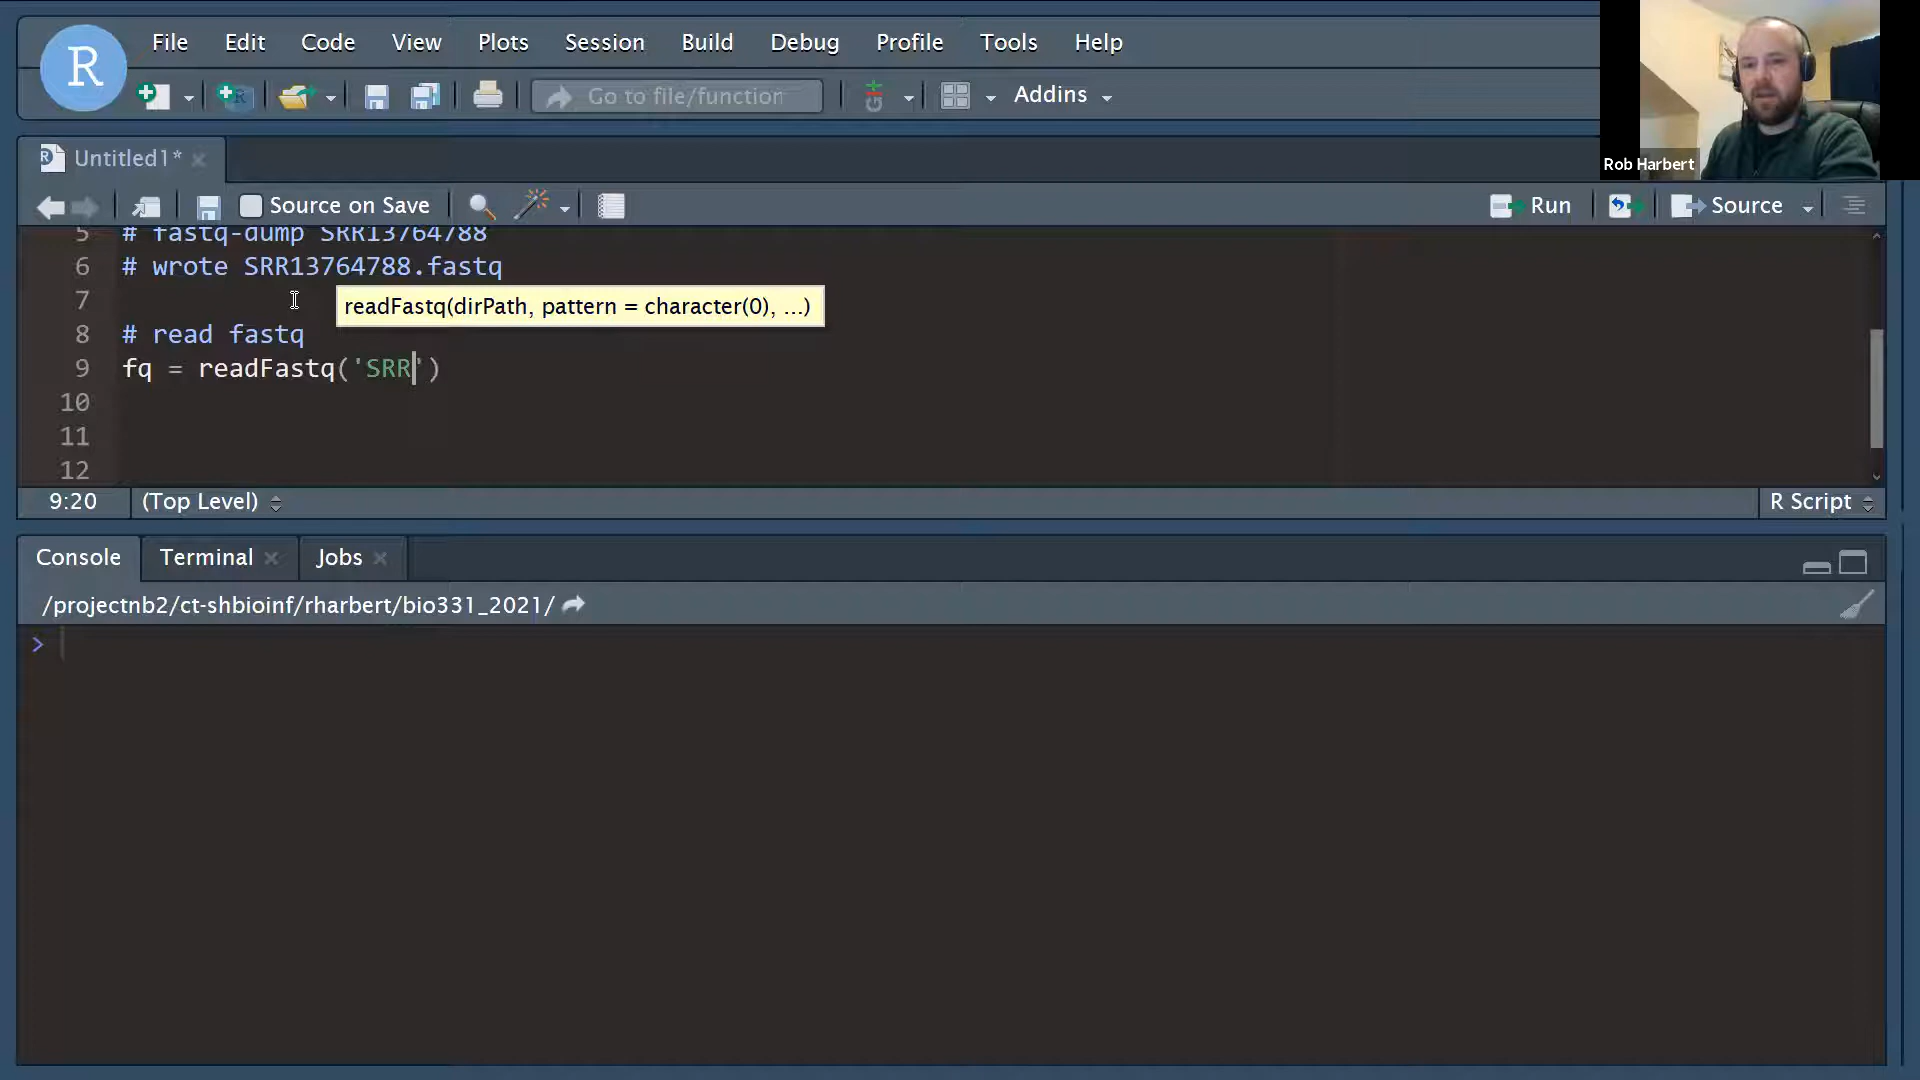 R
File Edit Code View Plots Session Build Debug Profile Tools Help
Go to file/function
Addins
Rob Harbert
Untitled1*
Source on Save
Run
Source
5 # fastq-dump SRR13764788
6 # wrote SRR13764788.fastq
7
readFastq(dirPath, pattern = character(0), ...)
8 # read fastq
9 fq = readFastq('SRR')
10
11
12
9:20 (Top Level) R Script
Console Terminal Jobs
/projectnb2/ct-shbioinf/rharbert/bio331_2021/
>